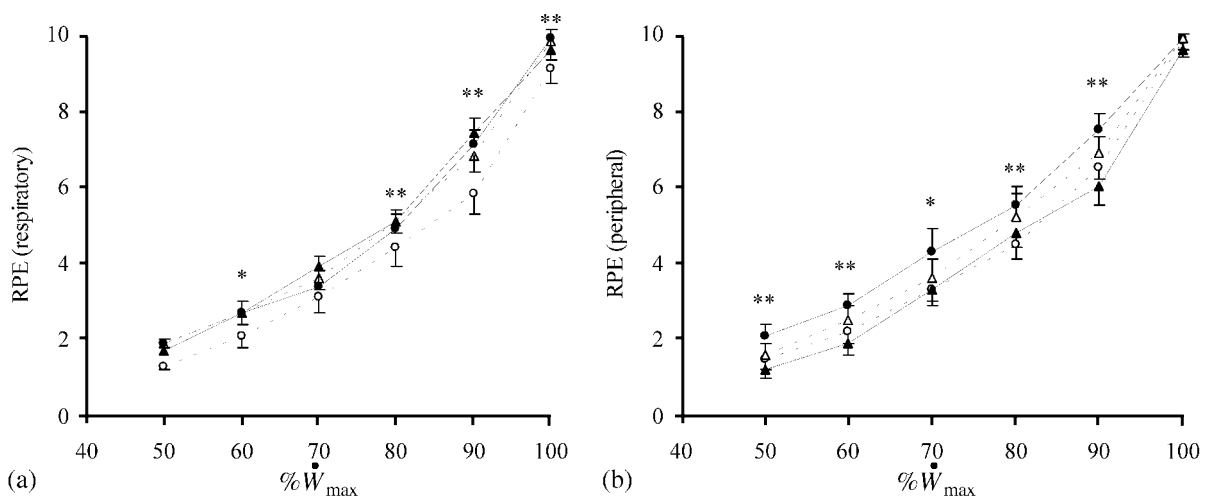 ** ** ** *
10
8
6
4
2
0
RPE (respiratory)
40 50 60 70 80 90 100
%Ẇmax
(a)
** ** * ** **
10
8
6
4
2
0
RPE (peripheral)
40 50 60 70 80 90 100
%Ẇmax
(b)